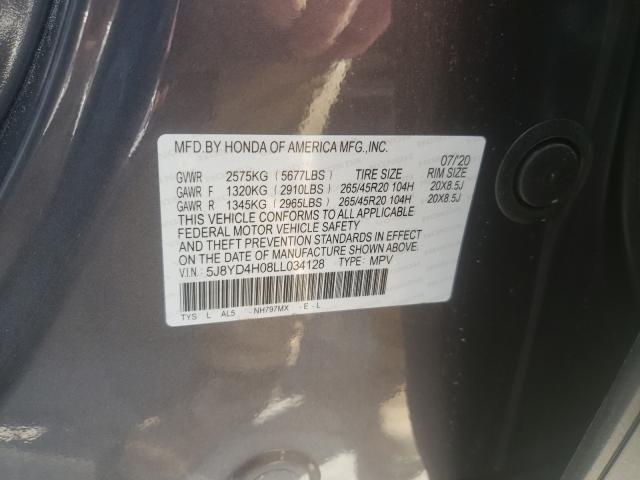 MFD.BY HONDA OF AMERICA MFG.,INC.
07/'20
GVWR 2575KG (5677LBS) TIRE SIZE RIM SIZE
GAWR F 1320KG (2910LBS) 265/45R20 104H 20X8.5J
GAWR R 1345KG (2965LBS) 265/45R20 104H 20X8.5J
THIS VEHICLE CONFORMS TO ALL APPLICABLE
FEDERAL MOTOR VEHICLE SAFETY
AND THEFT PREVENTION STANDARDS IN EFFECT
ON THE DATE OF MANUFACTURE SHOWN ABOVE.
V.I.N: 5J8YD4H08LL034128 TYPE: MPV
TYS L AL5 -NH797MX -E-L